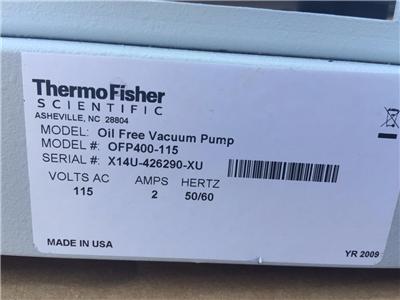 ThermoFisher
SCIENTIFIC
ASHEVILLE, NC 28804
MODEL: Oil Free Vacuum Pump
MODEL #: OFP400-115
SERIAL #: X14U-426290-XU
VOLTS AC AMPS HERTZ
115 2 50/60
MADE IN USA YR 2009